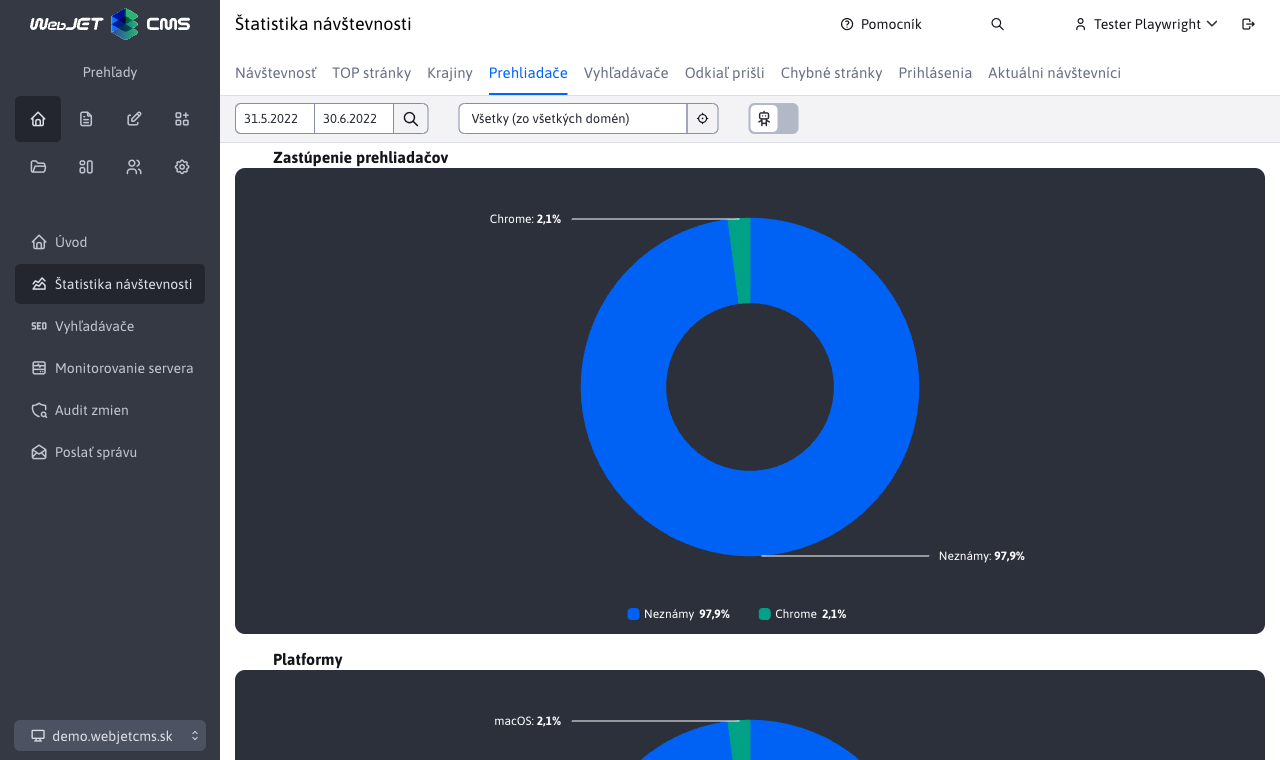 WebJET CMS
Štatistika návštevnosti
Pomocník
Tester Playwright
Prehľady
Návštevnosť
TOP stránky
Krajiny
Prehliadače
Vyhľadávače
Odkiaľ prišli
Chybné stránky
Prihlásenia
Aktuálni návštevníci
31.5.2022
30.6.2022
Všetky (zo všetkých domén)
Úvod
Štatistika návštevnosti
SEO Vyhľadávače
Monitorovanie servera
Audit zmien
Poslať správu
demo.webjetcms.sk
Zastúpenie prehliadačov
Chrome: 2,1%
Neznámy: 97,9%
Neznámy 97,9%
Chrome 2,1%
Platformy
macOS: 2,1%